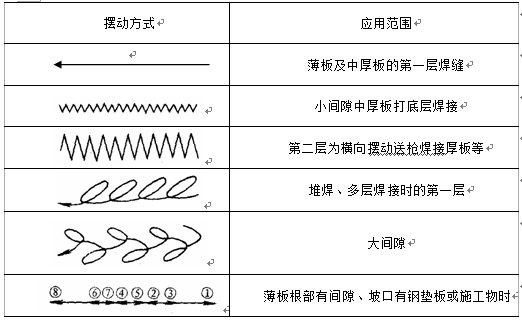 摆动方式 应用范围
薄板及中厚板的第一层焊缝
小间隙中厚板打底层焊接
第二层为横向摆动送枪焊接厚板等
堆焊、多层焊接时的第一层
大间隙
⑧ ⑥⑦④⑤②③ ① 薄板根部有间隙、坡口有钢垫板或施工物时